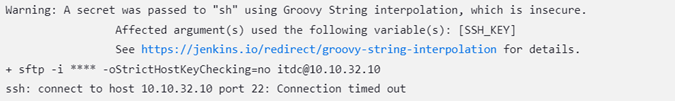 Warning: A secret was passed to "sh" using Groovy String interpolation, which is insecure.
Affected argument(s) used the following variable(s): [SSH_KEY]
See https://jenkins.io/redirect/groovy-string-interpolation for details.
+ sftp -i **** -oStrictHostKeyChecking=no itdc@10.10.32.10
ssh: connect to host 10.10.32.10 port 22: Connection timed out